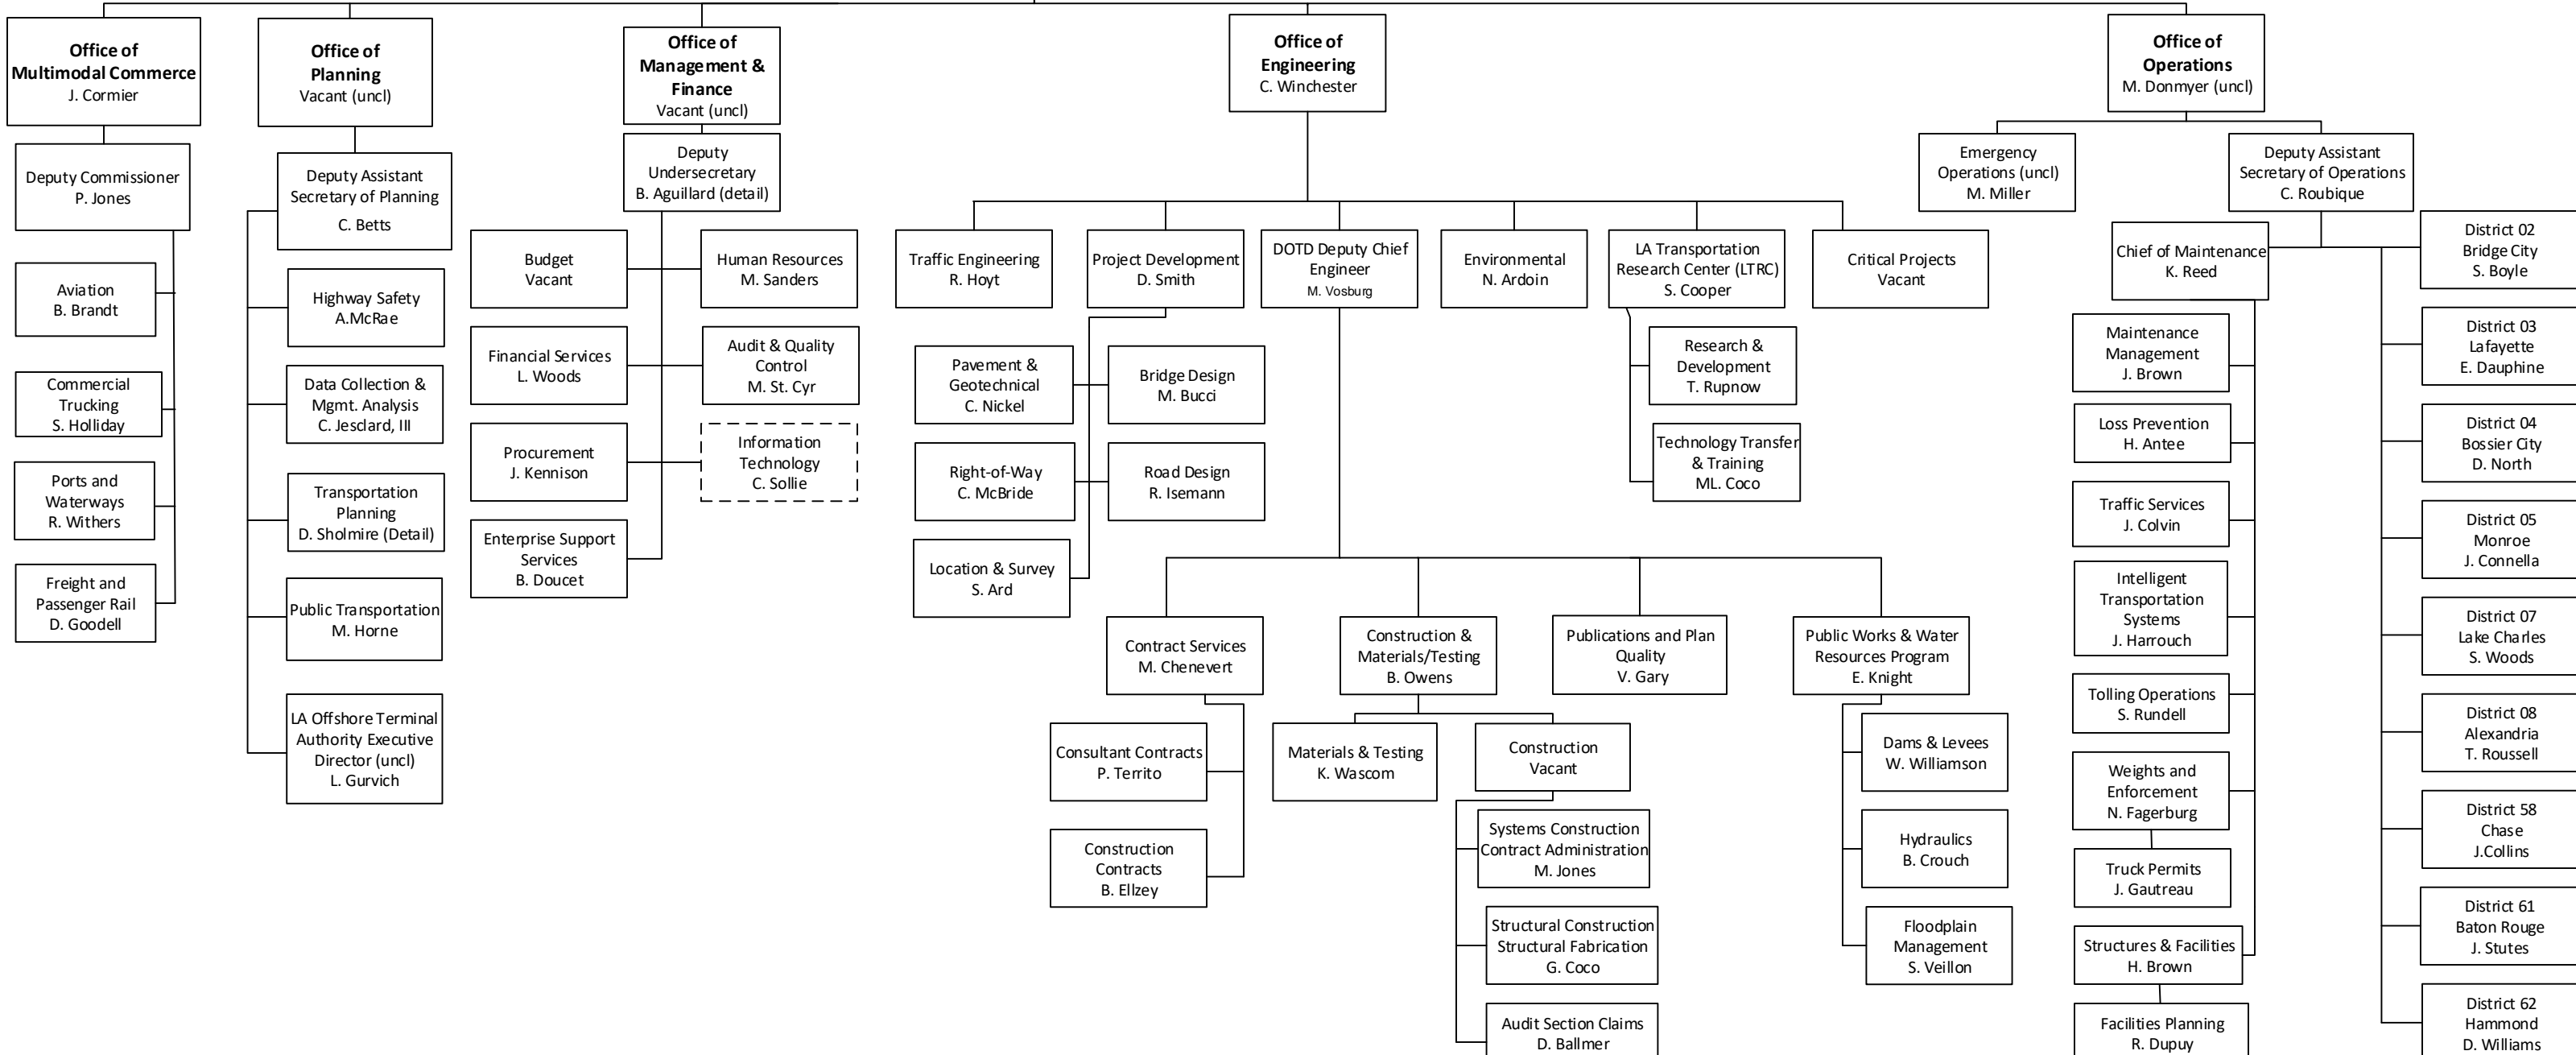 Office of
Multimodal Commerce
J. Cormier
Deputy Commissioner
P. Jones
Aviation
B. Brandt
Commercial
Trucking
S. Holliday
Ports and
Waterways
R. Withers
Freight and
Passenger Rail
D. Goodell
Office of
Planning
Vacant (uncl)
Deputy Assistant
Secretary of Planning
C. Betts
Highway Safety
A.McRae
Data Collection &
Mgmt. Analysis
C. Jesclard, III
Transportation
Planning
D. Sholmire (Detail)
Public Transportation
M. Horne
LA Offshore Terminal
Authority Executive
Director (uncl)
L. Gurvich
Office of
Management &
Finance
Vacant (uncl)
Deputy
Undersecretary
B. Aguillard (detail)
Budget
Vacant
Human Resources
M. Sanders
Financial Services
L. Woods
Audit & Quality
Control
M. St. Cyr
Procurement
J. Kennison
Information
Technology
C. Sollie
Enterprise Support
Services
B. Doucet
Office of
Engineering
C. Winchester
Traffic Engineering
R. Hoyt
Project Development
D. Smith
DOTD Deputy Chief
Engineer
M. Vosburg
Environmental
N. Ardoin
LA Transportation
Research Center (LTRC)
S. Cooper
Critical Projects
Vacant
Pavement &
Geotechnical
C. Nickel
Bridge Design
M. Bucci
Right-of-Way
C. McBride
Road Design
R. Isemann
Location & Survey
S. Ard
Research &
Development
T. Rupnow
Technology Transfer
& Training
ML. Coco
Contract Services
M. Chenevert
Construction &
Materials/Testing
B. Owens
Publications and Plan
Quality
V. Gary
Public Works & Water
Resources Program
E. Knight
Consultant Contracts
P. Territo
Construction
Contracts
B. Ellzey
Materials & Testing
K. Wascom
Construction
Vacant
Systems Construction
Contract Administration
M. Jones
Structural Construction
Structural Fabrication
G. Coco
Audit Section Claims
D. Ballmer
Dams & Levees
W. Williamson
Hydraulics
B. Crouch
Floodplain
Management
S. Veillon
Office of
Operations
M. Donmyer (uncl)
Emergency
Operations (uncl)
M. Miller
Deputy Assistant
Secretary of Operations
C. Roubique
Chief of Maintenance
K. Reed
Maintenance
Management
J. Brown
Loss Prevention
H. Antee
Traffic Services
J. Colvin
Intelligent
Transportation
Systems
J. Harrouch
Tolling Operations
S. Rundell
Weights and
Enforcement
N. Fagerburg
Truck Permits
J. Gautreau
Structures & Facilities
H. Brown
Facilities Planning
R. Dupuy
District 02
Bridge City
S. Boyle
District 03
Lafayette
E. Dauphine
District 04
Bossier City
D. North
District 05
Monroe
J. Connella
District 07
Lake Charles
S. Woods
District 08
Alexandria
T. Roussell
District 58
Chase
J.Collins
District 61
Baton Rouge
J. Stutes
District 62
Hammond
D. Williams